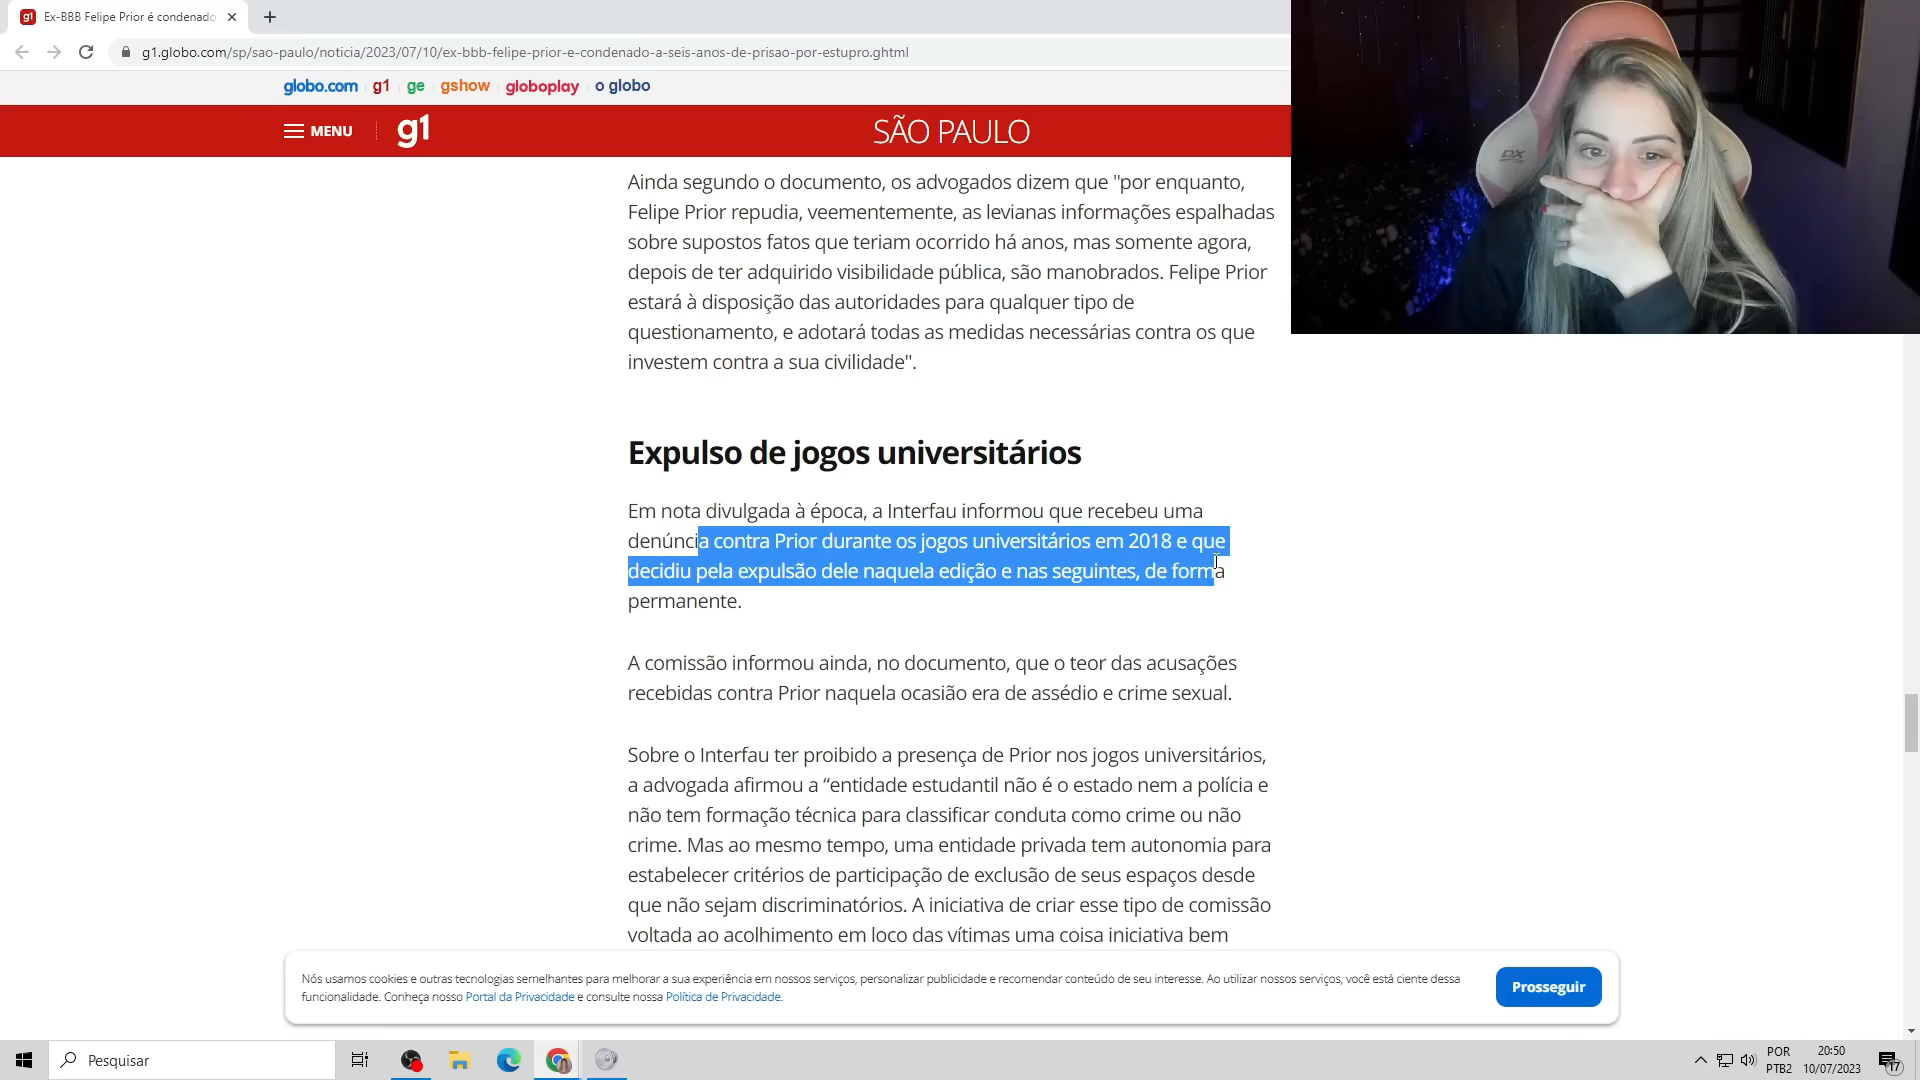 g1 Ex-BBB Felipe Prior é condenado
g1.globo.com/sp/sao-paulo/noticia/2023/07/10/ex-bbb-felipe-prior-e-condenado-a-seis-anos-de-prisao-por-estupro.ghtml
globo.com g1 ge gshow globoplay o globo
MENU g1 SÃO PAULO
DX
Ainda segundo o documento, os advogados dizem que "por enquanto,
Felipe Prior repudia, veementemente, as levianas informações espalhadas
sobre supostos fatos que teriam ocorrido há anos, mas somente agora,
depois de ter adquirido visibilidade pública, são manobrados. Felipe Prior
estará à disposição das autoridades para qualquer tipo de
questionamento, e adotará todas as medidas necessárias contra os que
investem contra a sua civilidade".
Expulso de jogos universitários
Em nota divulgada à época, a Interfau informou que recebeu uma
denúncia contra Prior durante os jogos universitários em 2018 e que
decidiu pela expulsão dele naquela edição e nas seguintes, de forma
permanente.
A comissão informou ainda, no documento, que o teor das acusações
recebidas contra Prior naquela ocasião era de assédio e crime sexual.
Sobre o Interfau ter proibido a presença de Prior nos jogos universitários,
a advogada afirmou a “entidade estudantil não é o estado nem a polícia e
não tem formação técnica para classificar conduta como crime ou não
crime. Mas ao mesmo tempo, uma entidade privada tem autonomia para
estabelecer critérios de participação de exclusão de seus espaços desde
que não sejam discriminatórios. A iniciativa de criar esse tipo de comissão
voltada ao acolhimento em loco das vítimas uma coisa iniciativa bem
Nós usamos cookies e outras tecnologias semelhantes para melhorar a sua experiência em nossos serviços, personalizar publicidade e recomendar conteúdo de seu interesse. Ao utilizar nossos serviços, você está ciente dessa
funcionalidade. Conheça nosso Portal da Privacidade e consulte nossa Política de Privacidade.
Prosseguir
Pesquisar
POR
PTB2
20:50
10/07/2023
17